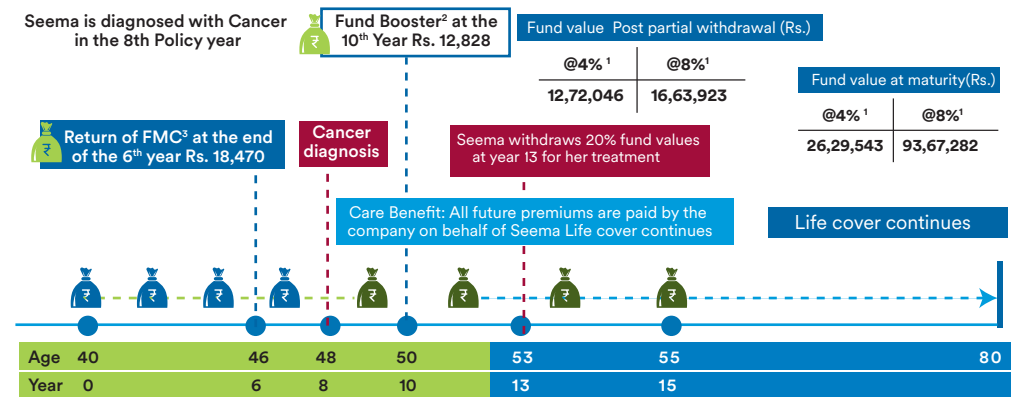 Seema is diagnosed with Cancer
in the 8th Policy year
Fund Booster² at the
10th Year Rs. 12,828
Fund value Post partial withdrawal (Rs.)
@4% ¹ @8%¹
12,72,046 16,63,923
Fund value at maturity(Rs.)
@4% ¹ @8%¹
26,29,543 93,67,282
Return of FMC³ at the end
of the 6th year Rs. 18,470
Cancer
diagnosis
Seema withdraws 20% fund values
at year 13 for her treatment
Care Benefit: All future premiums are paid by the
company on behalf of Seema Life cover continues
Life cover continues
₹ ₹ ₹ ₹ ₹ ₹ ₹ ₹
Age 40 46 48 50 53 55 80
Year 0 6 8 10 13 15